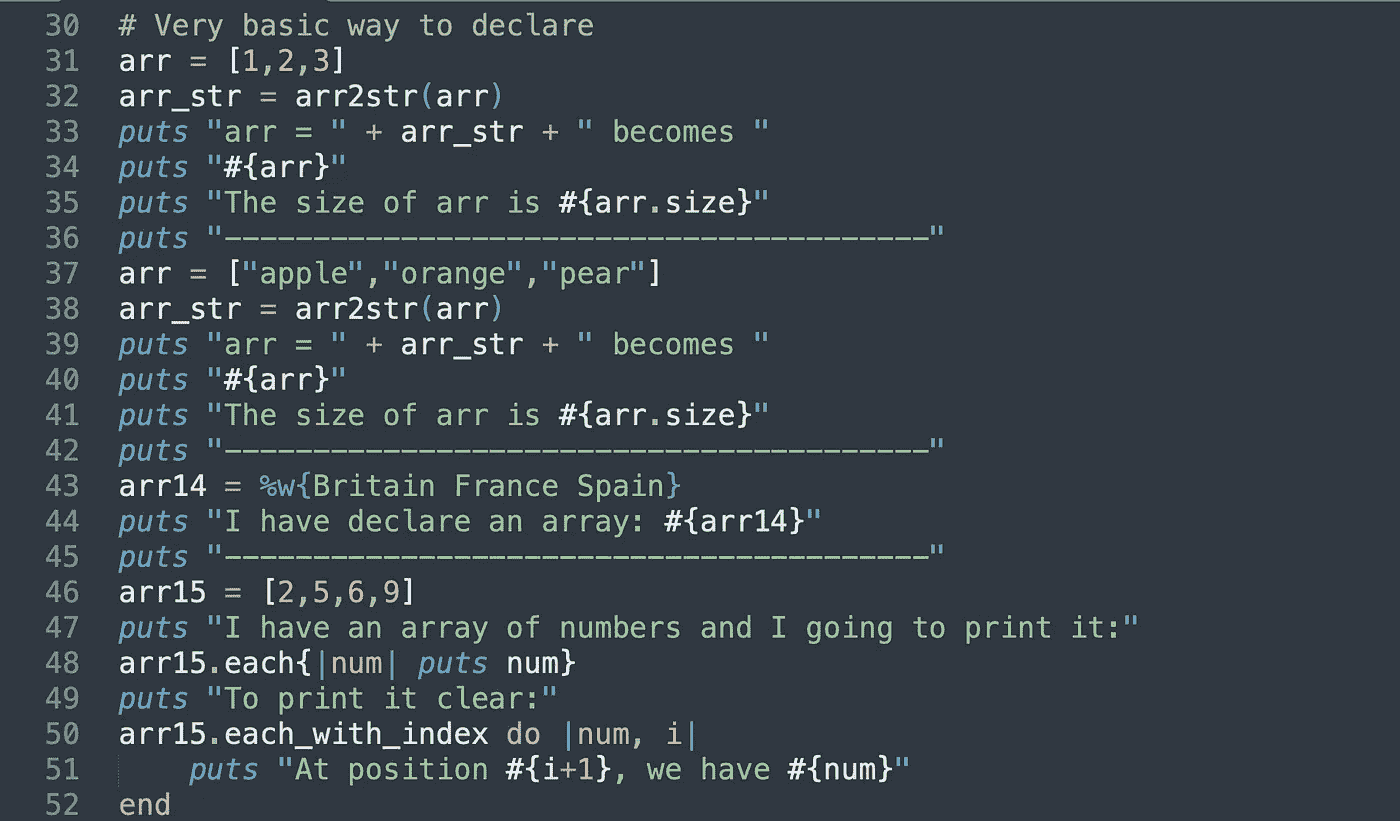 30 # Very basic way to declare
31 arr = [1,2,3]
32 arr_str = arr2str(arr)
33 puts "arr = " + arr_str + " becomes "
34 puts "#{arr}"
35 puts "The size of arr is #{arr.size}"
36 puts "----------------------------------------"
37 arr = ["apple","orange","pear"]
38 arr_str = arr2str(arr)
39 puts "arr = " + arr_str + " becomes "
40 puts "#{arr}"
41 puts "The size of arr is #{arr.size}"
42 puts "----------------------------------------"
43 arr14 = %w{Britain France Spain}
44 puts "I have declare an array: #{arr14}"
45 puts "----------------------------------------"
46 arr15 = [2,5,6,9]
47 puts "I have an array of numbers and I going to print it:"
48 arr15.each{|num| puts num}
49 puts "To print it clear:"
50 arr15.each_with_index do |num, i|
51     puts "At position #{i+1}, we have #{num}"
52 end